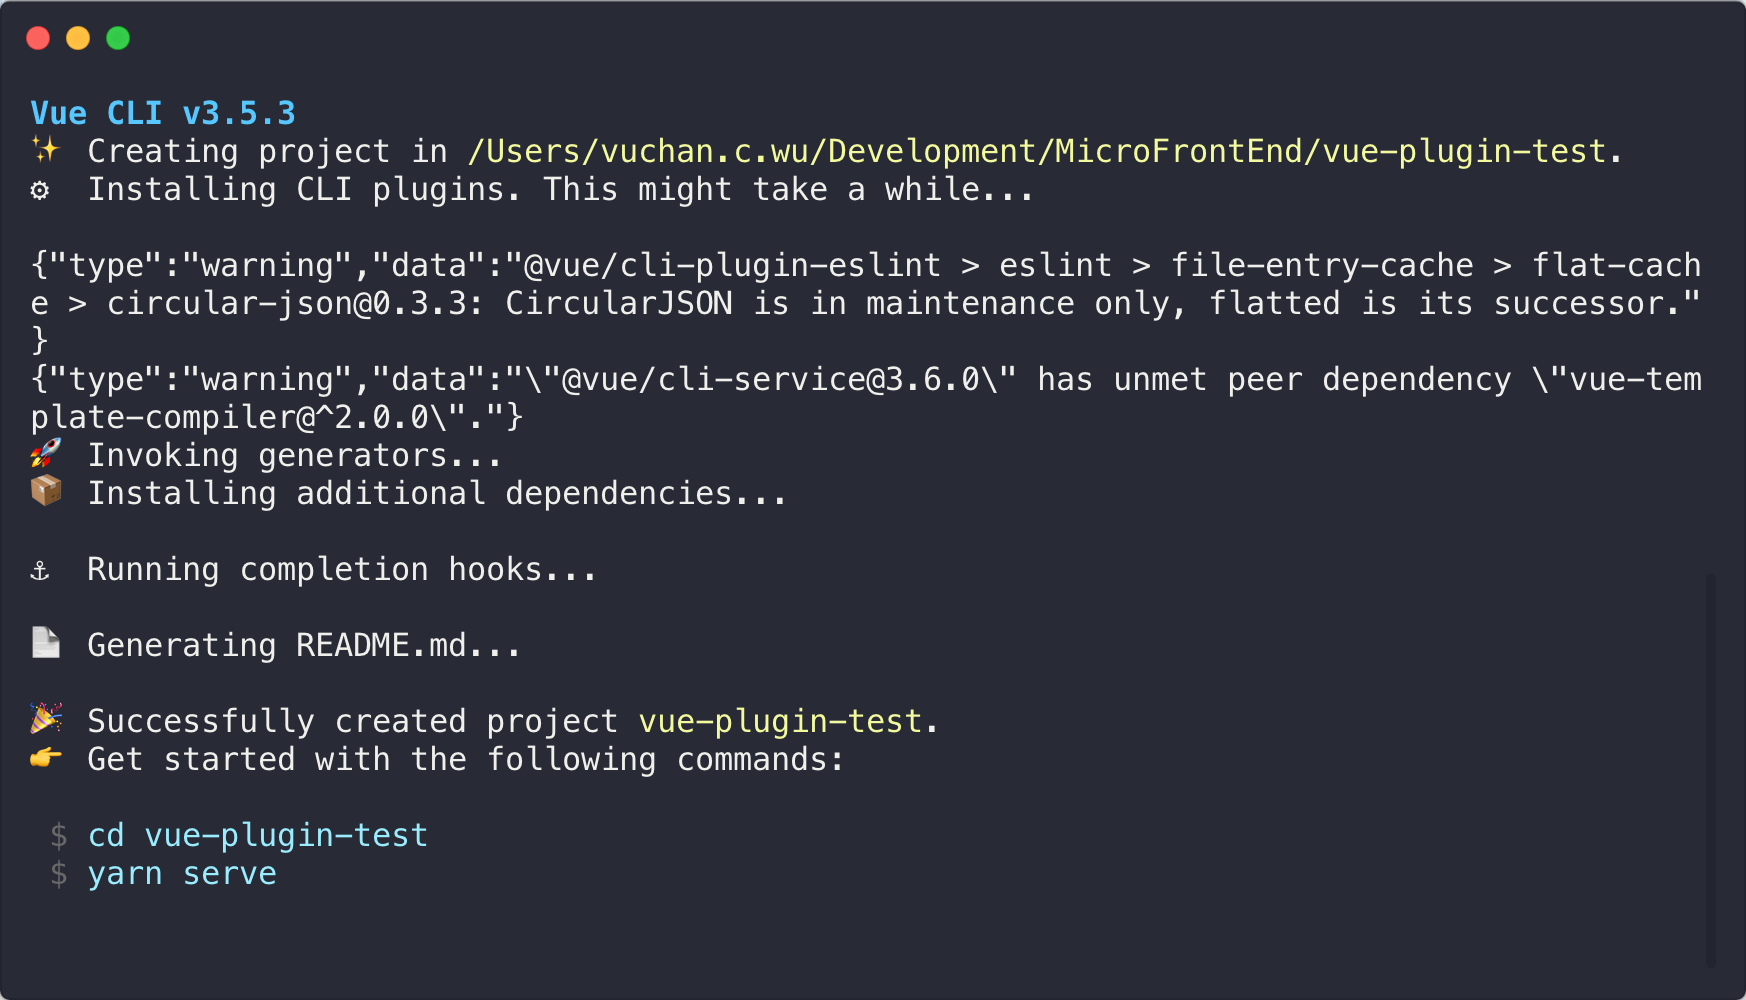 Vue CLI v3.5.3
✨ Creating project in /Users/vuchan.c.wu/Development/MicroFrontEnd/vue-plugin-test.
⚙ Installing CLI plugins. This might take a while...
{"type":"warning","data":"@vue/cli-plugin-eslint > eslint > file-entry-cache > flat-cach
e > circular-json@0.3.3: CircularJSON is in maintenance only, flatted is its successor."
}
{"type":"warning","data":"\"@vue/cli-service@3.6.0\" has unmet peer dependency \"vue-tem
plate-compiler@^2.0.0\"."}
🚀 Invoking generators...
📦 Installing additional dependencies...
⚓ Running completion hooks...
📄 Generating README.md...
🎉 Successfully created project vue-plugin-test.
👉 Get started with the following commands:
$ cd vue-plugin-test
$ yarn serve